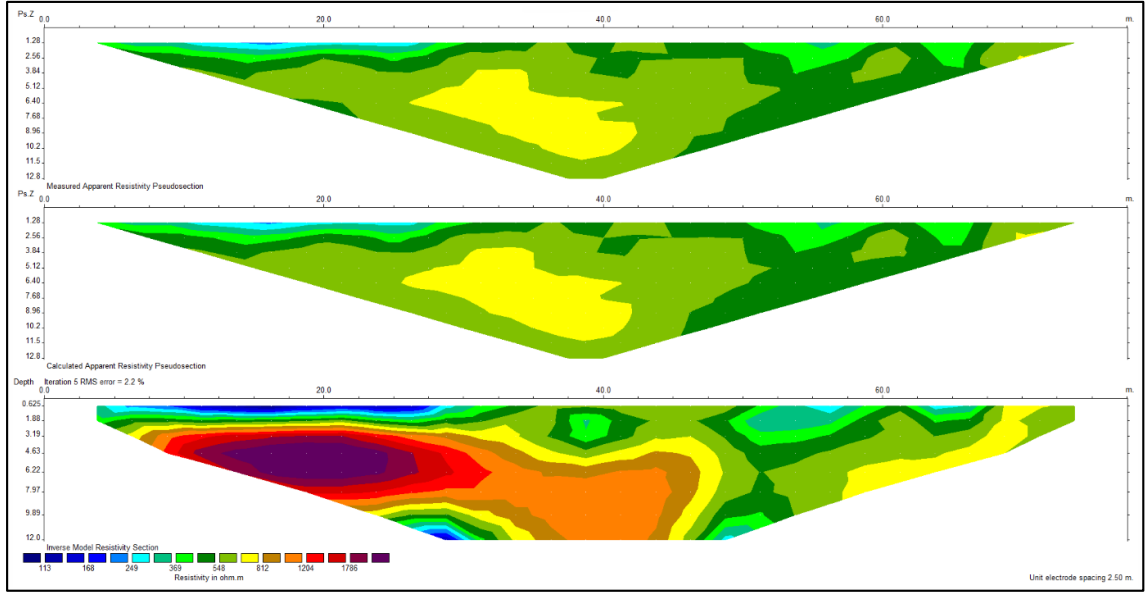 Ps.Z 0.0 20.0 40.0 60.0 m.
1.28
2.56
3.84
5.12
6.40
7.68
8.96
10.2
11.5
12.8
Measured Apparent Resistivity Pseudosection
Ps.Z 0.0 20.0 40.0 60.0 m.
1.28
2.56
3.84
5.12
6.40
7.68
8.96
10.2
11.5
12.8
Calculated Apparent Resistivity Pseudosection
Depth Iteration 5 RMS error = 2.2 %
0.0 20.0 40.0 60.0 m.
0.625
1.88
3.19
4.63
6.22
7.97
9.89
12.0
Inverse Model Resistivity Section
113 168 249 369 548 812 1204 1786
Resistivity in ohm.m
Unit electrode spacing 2.50 m.